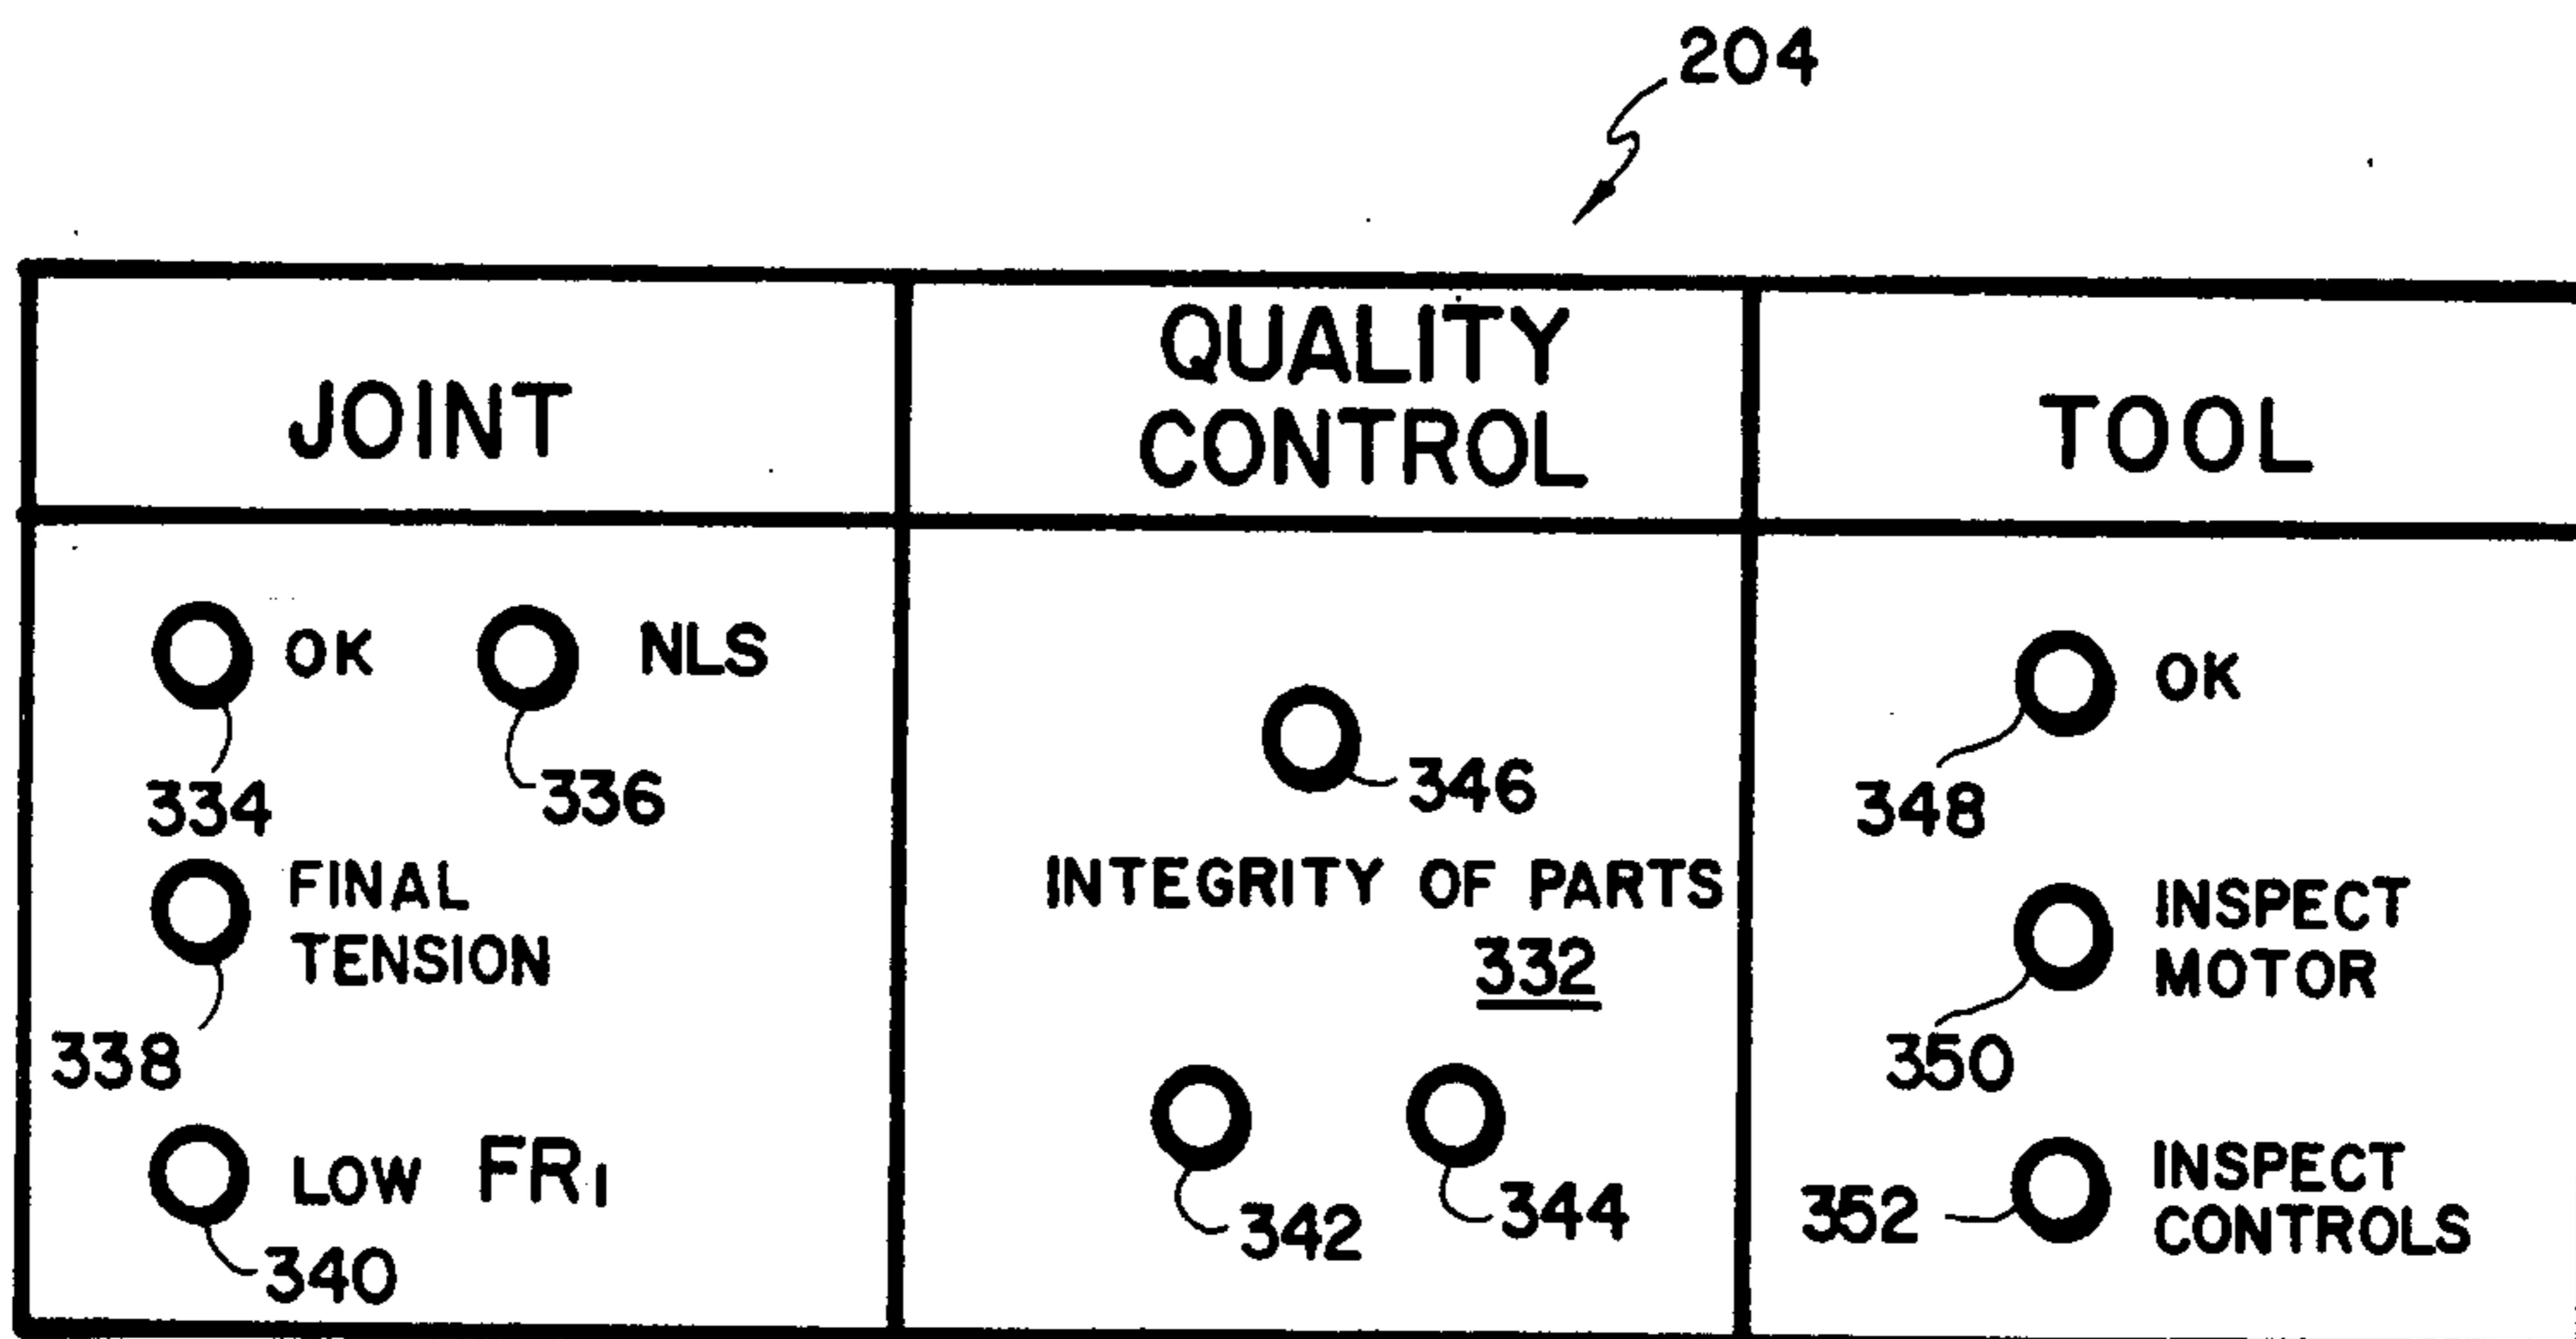 204
JOINT
QUALITY
CONTROL
TOOL
OK
NLS
334
336
FINAL
TENSION
338
LOW FR1
340
346
INTEGRITY OF PARTS
332
342
344
OK
348
INSPECT
MOTOR
350
INSPECT
CONTROLS
352